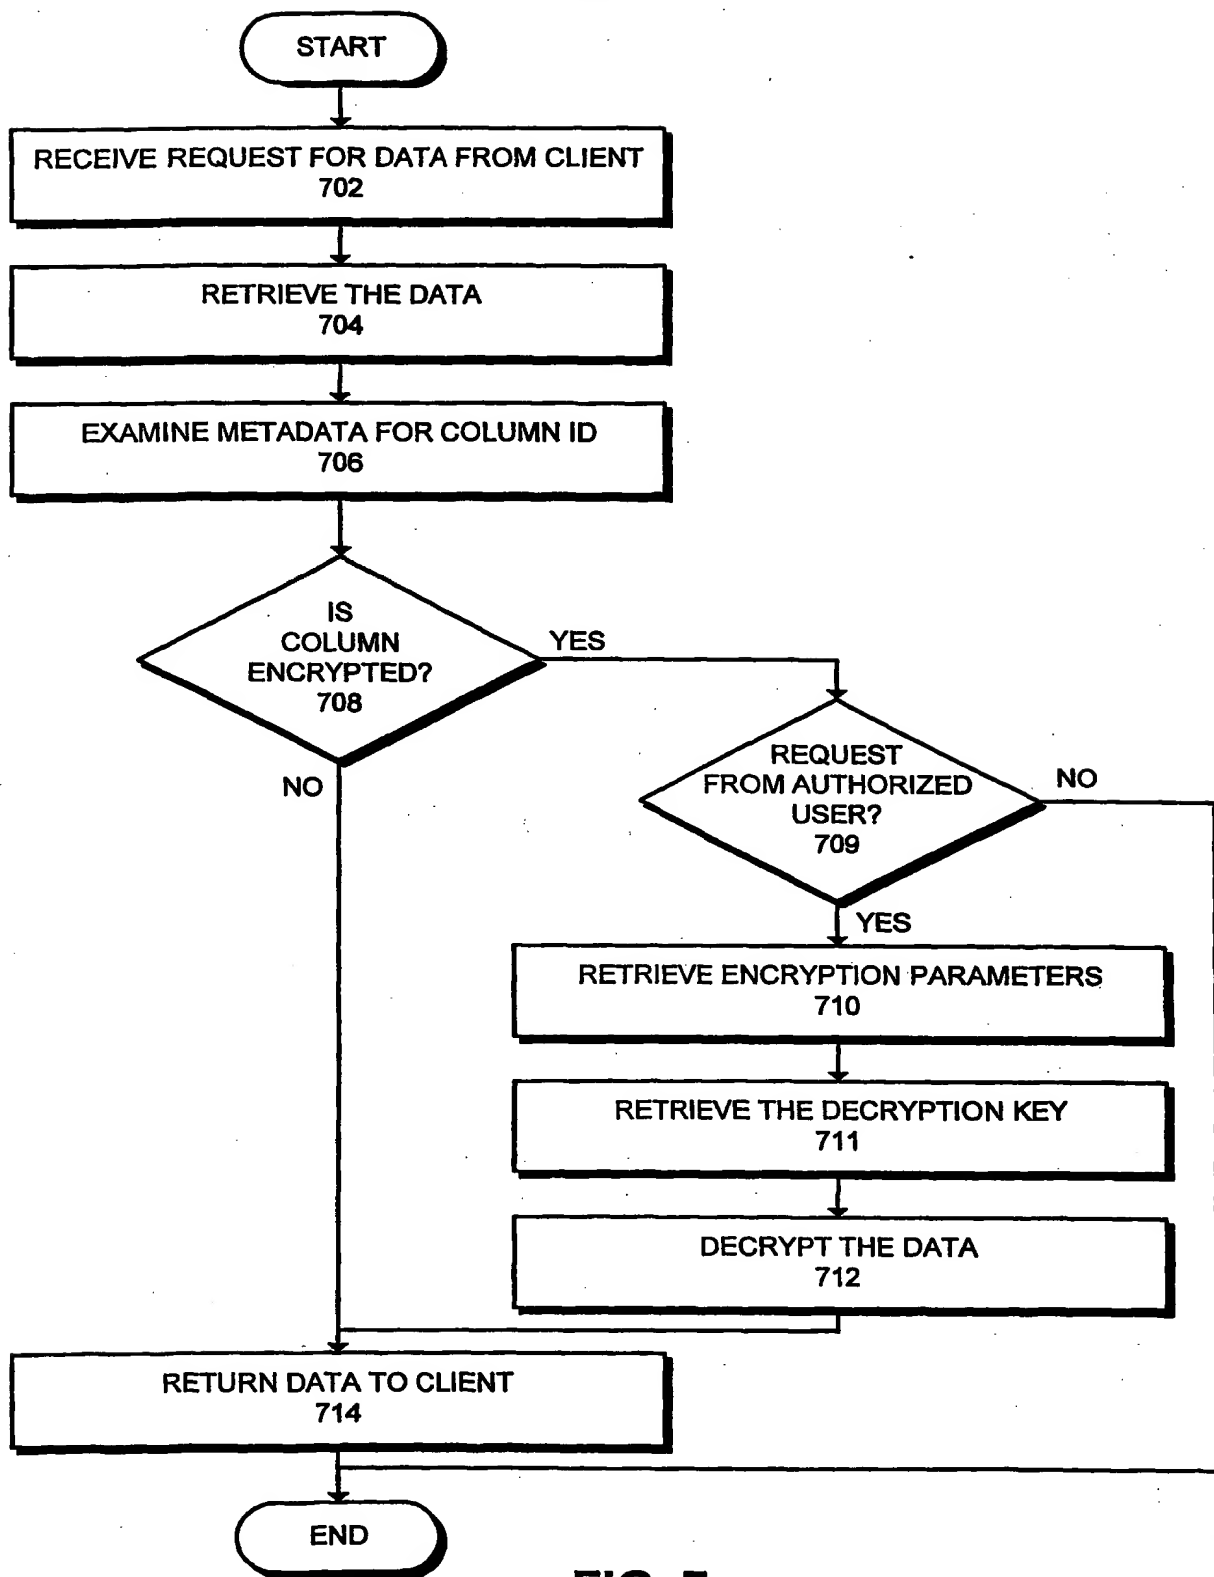 START
RECEIVE REQUEST FOR DATA FROM CLIENT
702
RETRIEVE THE DATA
704
EXAMINE METADATA FOR COLUMN ID
706
IS
COLUMN
ENCRYPTED?
708
YES
NO
REQUEST
FROM AUTHORIZED
USER?
709
NO
YES
RETRIEVE ENCRYPTION PARAMETERS
710
RETRIEVE THE DECRYPTION KEY
711
DECRYPT THE DATA
712
RETURN DATA TO CLIENT
714
END